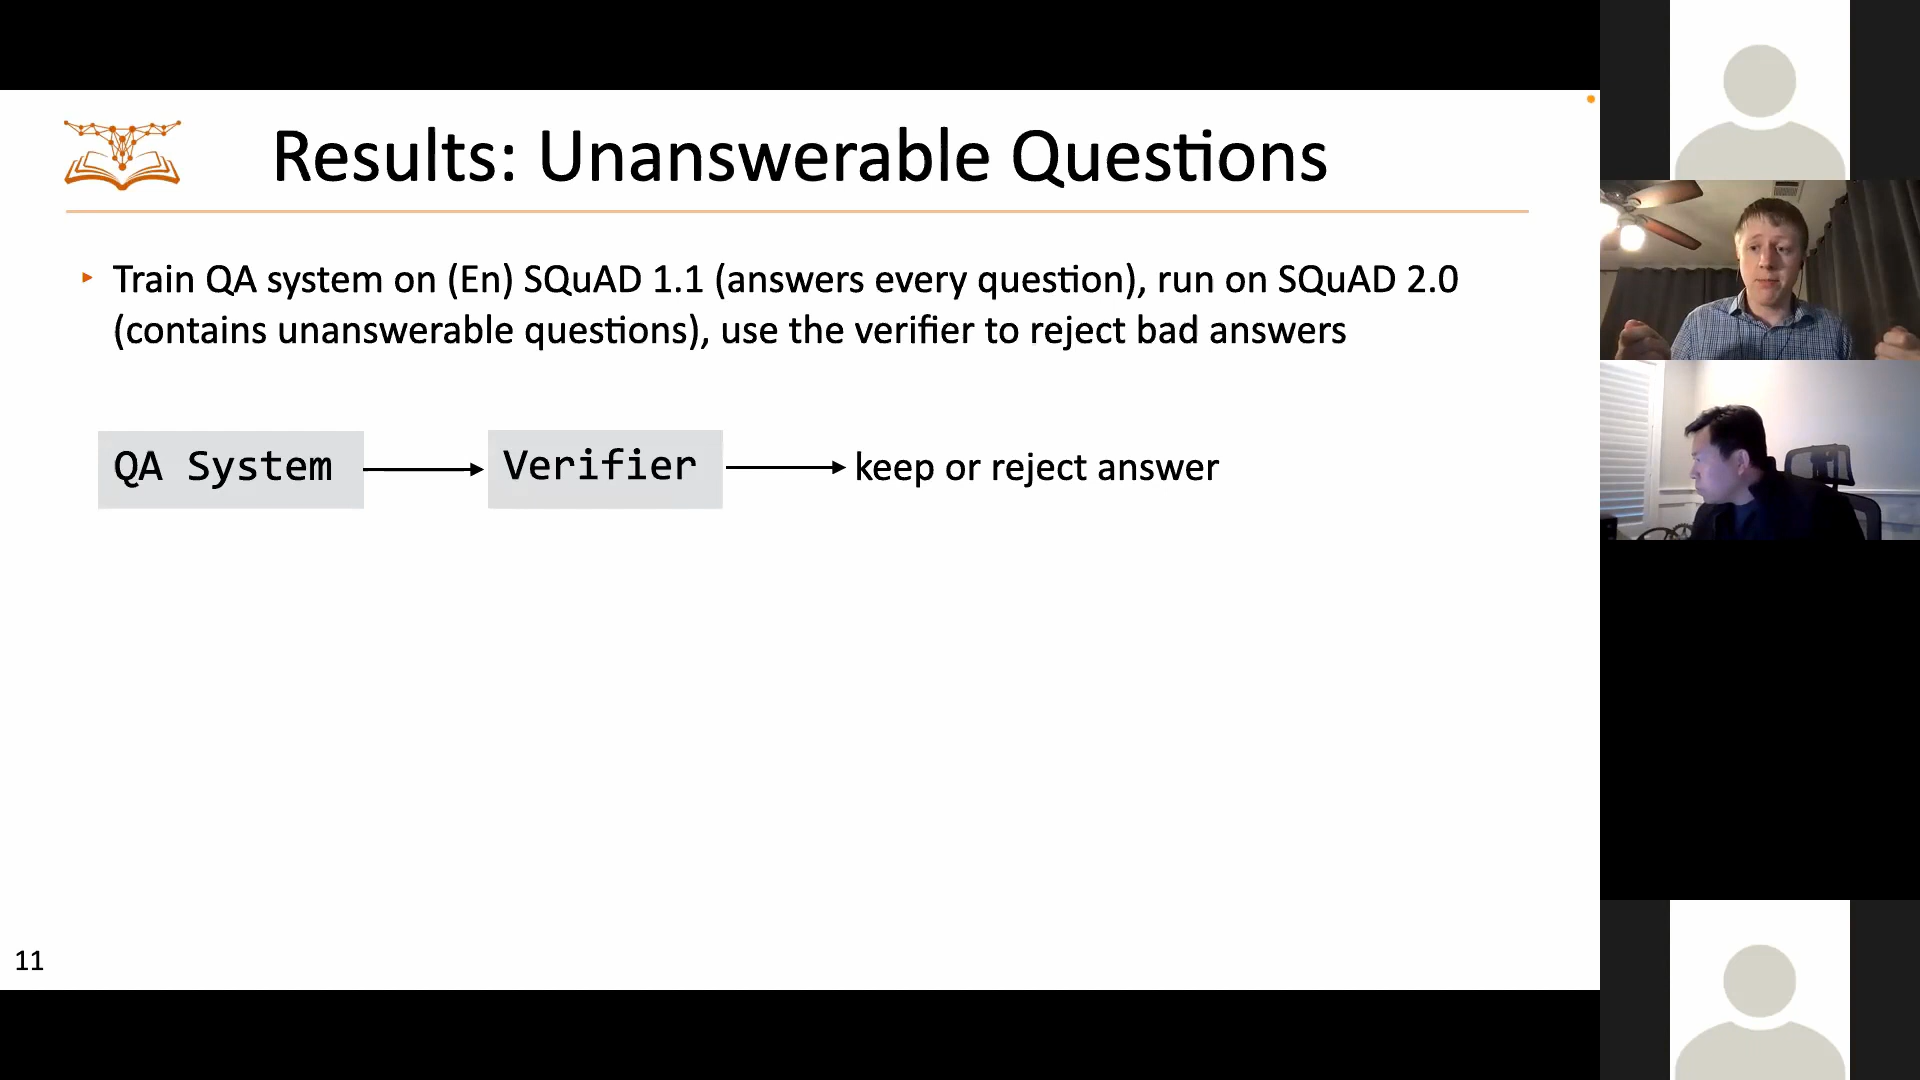 Results: Unanswerable Questions
‣ Train QA system on (En) SQuAD 1.1 (answers every question), run on SQuAD 2.0
(contains unanswerable questions), use the verifier to reject bad answers
QA System
Verifier
keep or reject answer
11